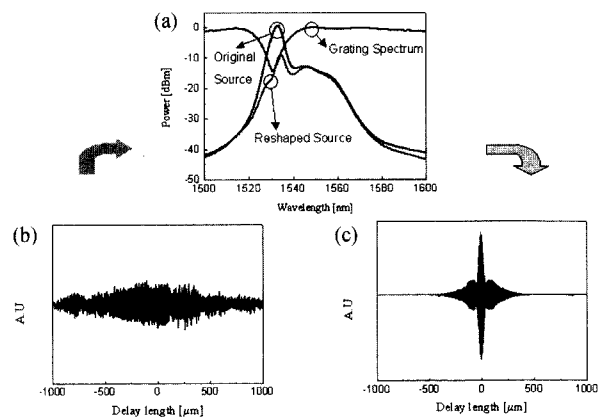 (a)
0
-10
-20
-30
-40
-50
Power [dBm]
Original
Source
Grating Spectrum
Reshaped Source
1500 1520 1540 1560 1580 1600
Wavelength [nm]
(b)
A.U
-1000 -500 0 500 1000
Delay length [μm]
(c)
A.U
-1000 -500 0 500 1000
Delay length [μm]